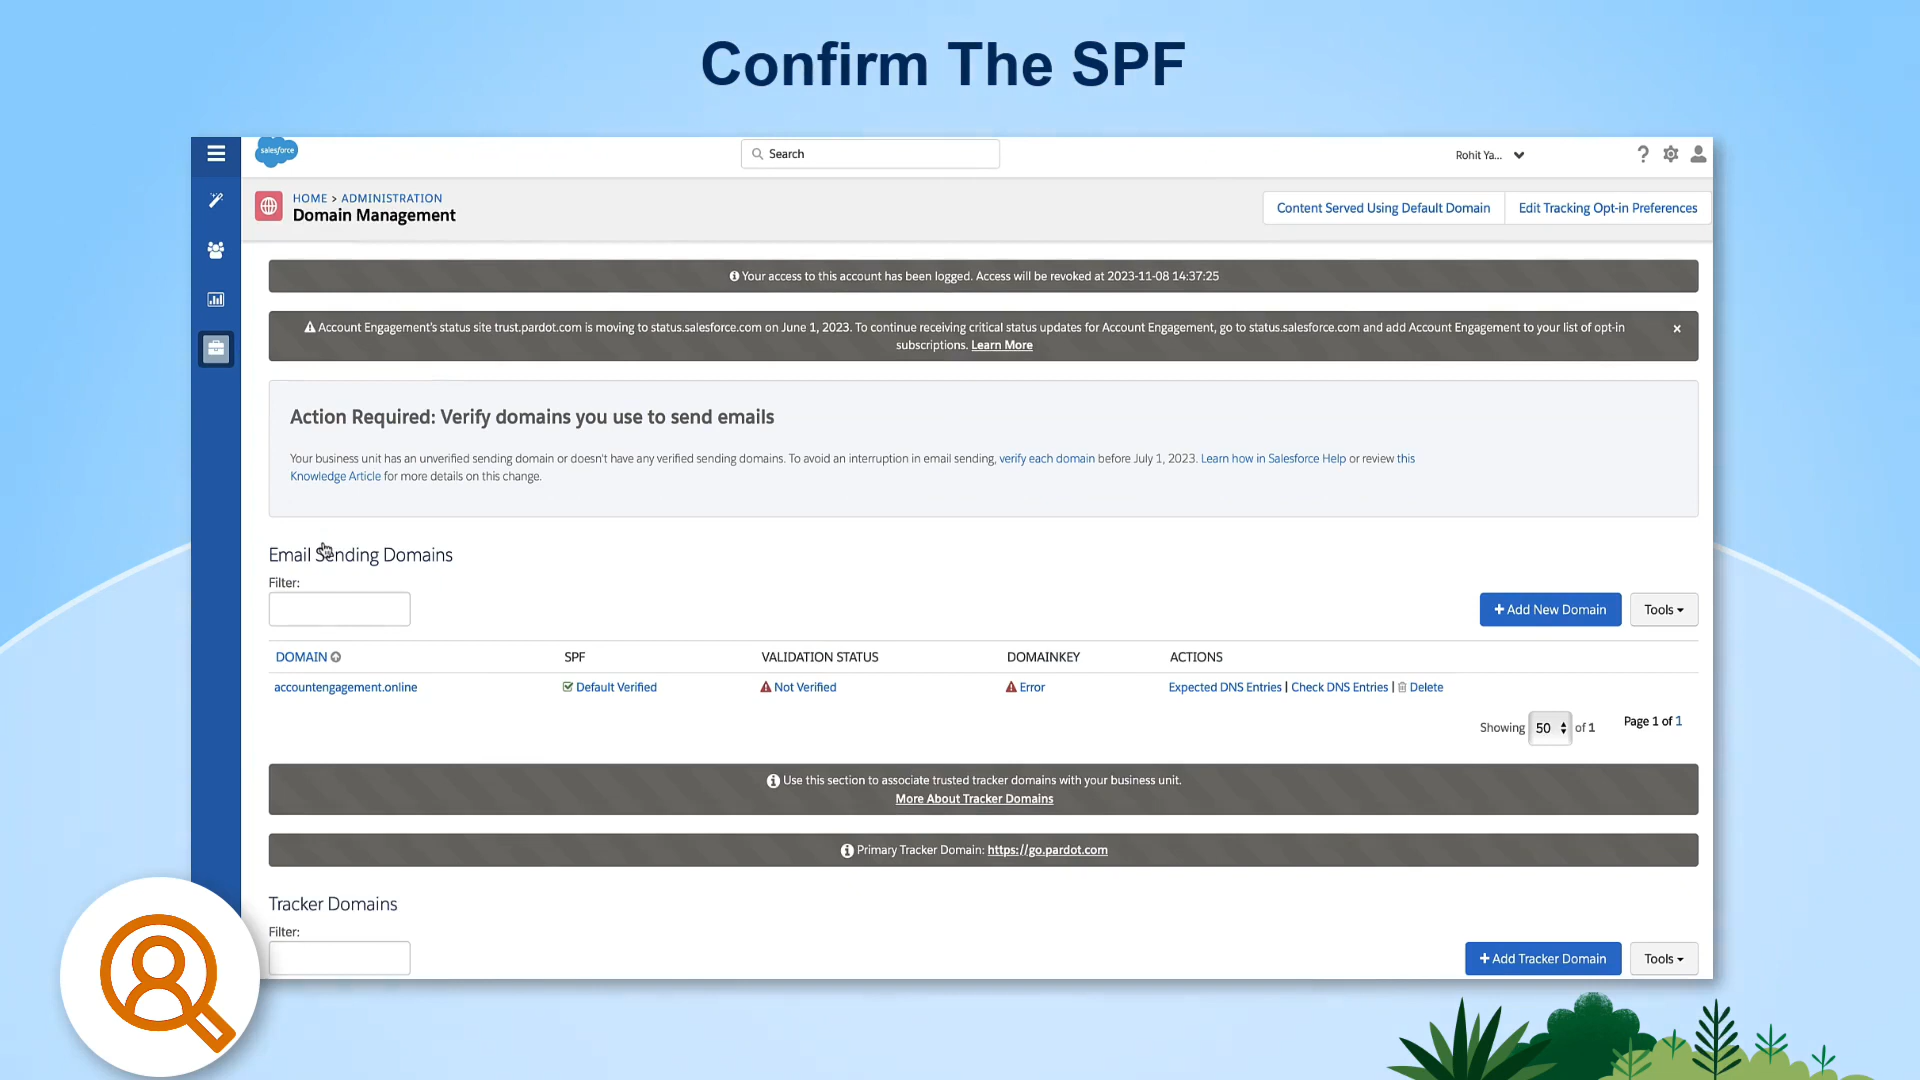 Confirm The SPF
salesforce
Search
Rohit Ya...
?
HOME > ADMINISTRATION
Domain Management
Content Served Using Default Domain
Edit Tracking Opt-in Preferences
Your access to this account has been logged. Access will be revoked at 2023-11-08 14:37:25
Account Engagement's status site trust.pardot.com is moving to status.salesforce.com on June 1, 2023. To continue receiving critical status updates for Account Engagement, go to status.salesforce.com and add Account Engagement to your list of opt-in
subscriptions. Learn More
×
Action Required: Verify domains you use to send emails
Your business unit has an unverified sending domain or doesn't have any verified sending domains. To avoid an interruption in email sending, verify each domain before July 1, 2023. Learn how in Salesforce Help or review this
Knowledge Article for more details on this change.
Email Sending Domains
Filter:
+ Add New Domain
Tools
DOMAIN SPF VALIDATION STATUS DOMAINKEY ACTIONS
accountengagement.online Default Verified Not Verified Error Expected DNS Entries | Check DNS Entries | Delete
Showing 50 of 1 Page 1 of 1
Use this section to associate trusted tracker domains with your business unit.
More About Tracker Domains
Primary Tracker Domain: https://go.pardot.com
Tracker Domains
Filter:
+ Add Tracker Domain
Tools